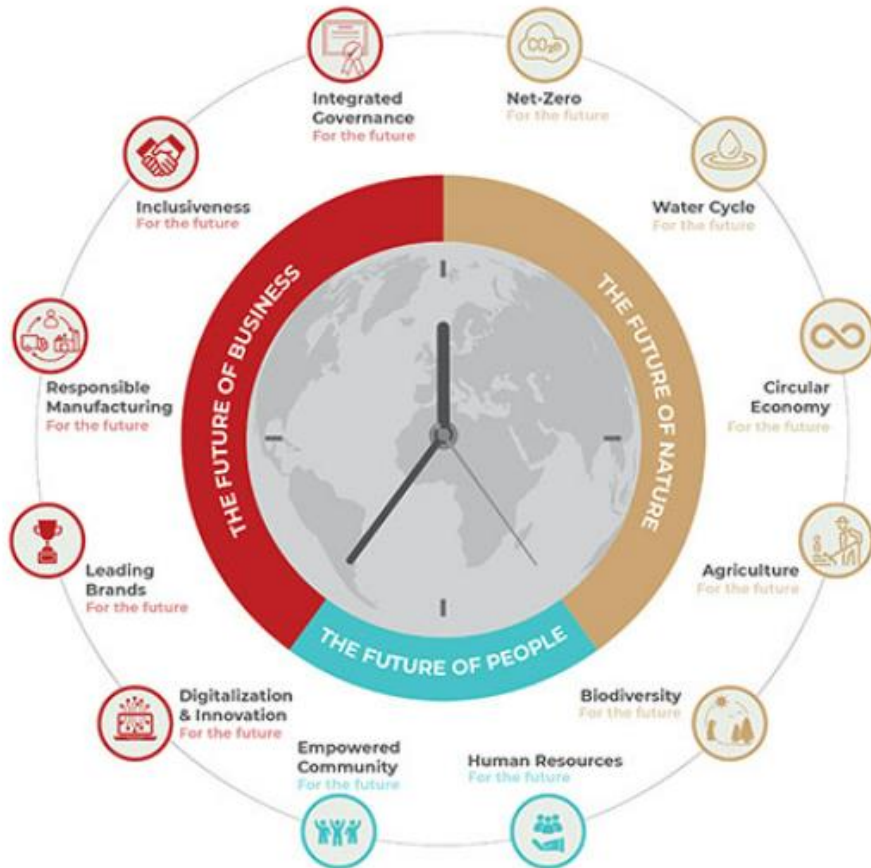 Integrated
Governance
For the future
Net-Zero
For the future
Inclusiveness
For the future
Water Cycle
For the future
THE FUTURE OF BUSINESS
THE FUTURE OF NATURE
THE FUTURE OF PEOPLE
Responsible
Manufacturing
For the future
Circular
Economy
For the future
Leading
Brands
For the future
Agriculture
For the future
Digitalization
& Innovation
For the future
Biodiversity
For the future
Empowered
Community
For the future
Human Resources
For the future